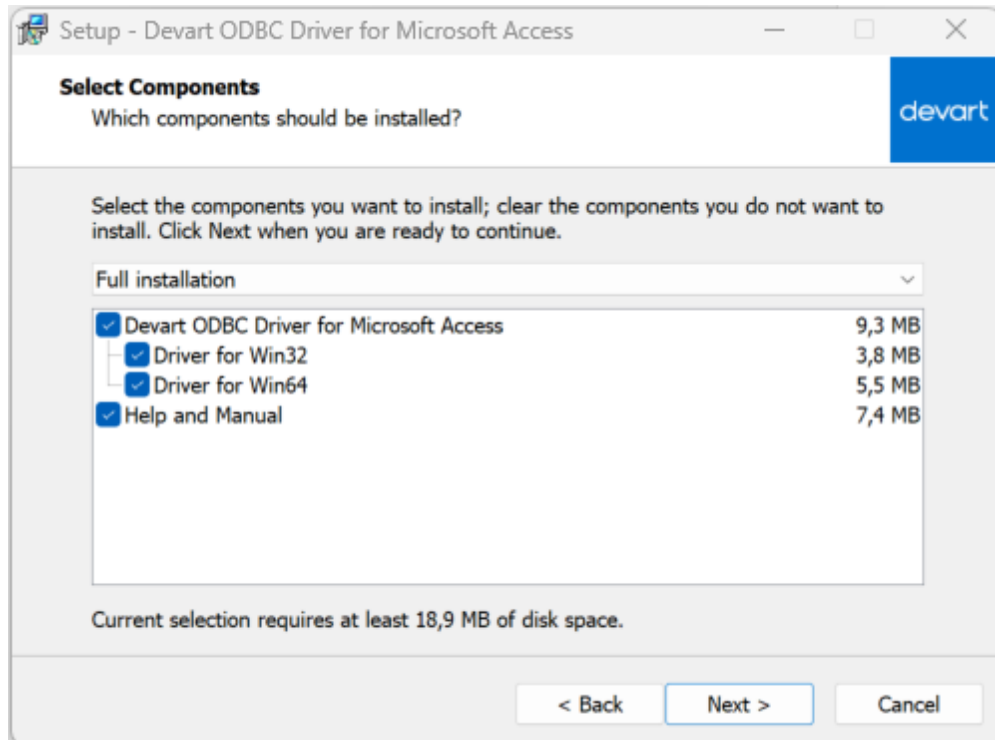 Setup - Devart ODBC Driver for Microsoft Access
Select Components
Which components should be installed?
devart
Select the components you want to install; clear the components you do not want to
install. Click Next when you are ready to continue.
Full installation
Devart ODBC Driver for Microsoft Access 9,3 MB
Driver for Win32 3,8 MB
Driver for Win64 5,5 MB
Help and Manual 7,4 MB
Current selection requires at least 18,9 MB of disk space.
< Back Next > Cancel